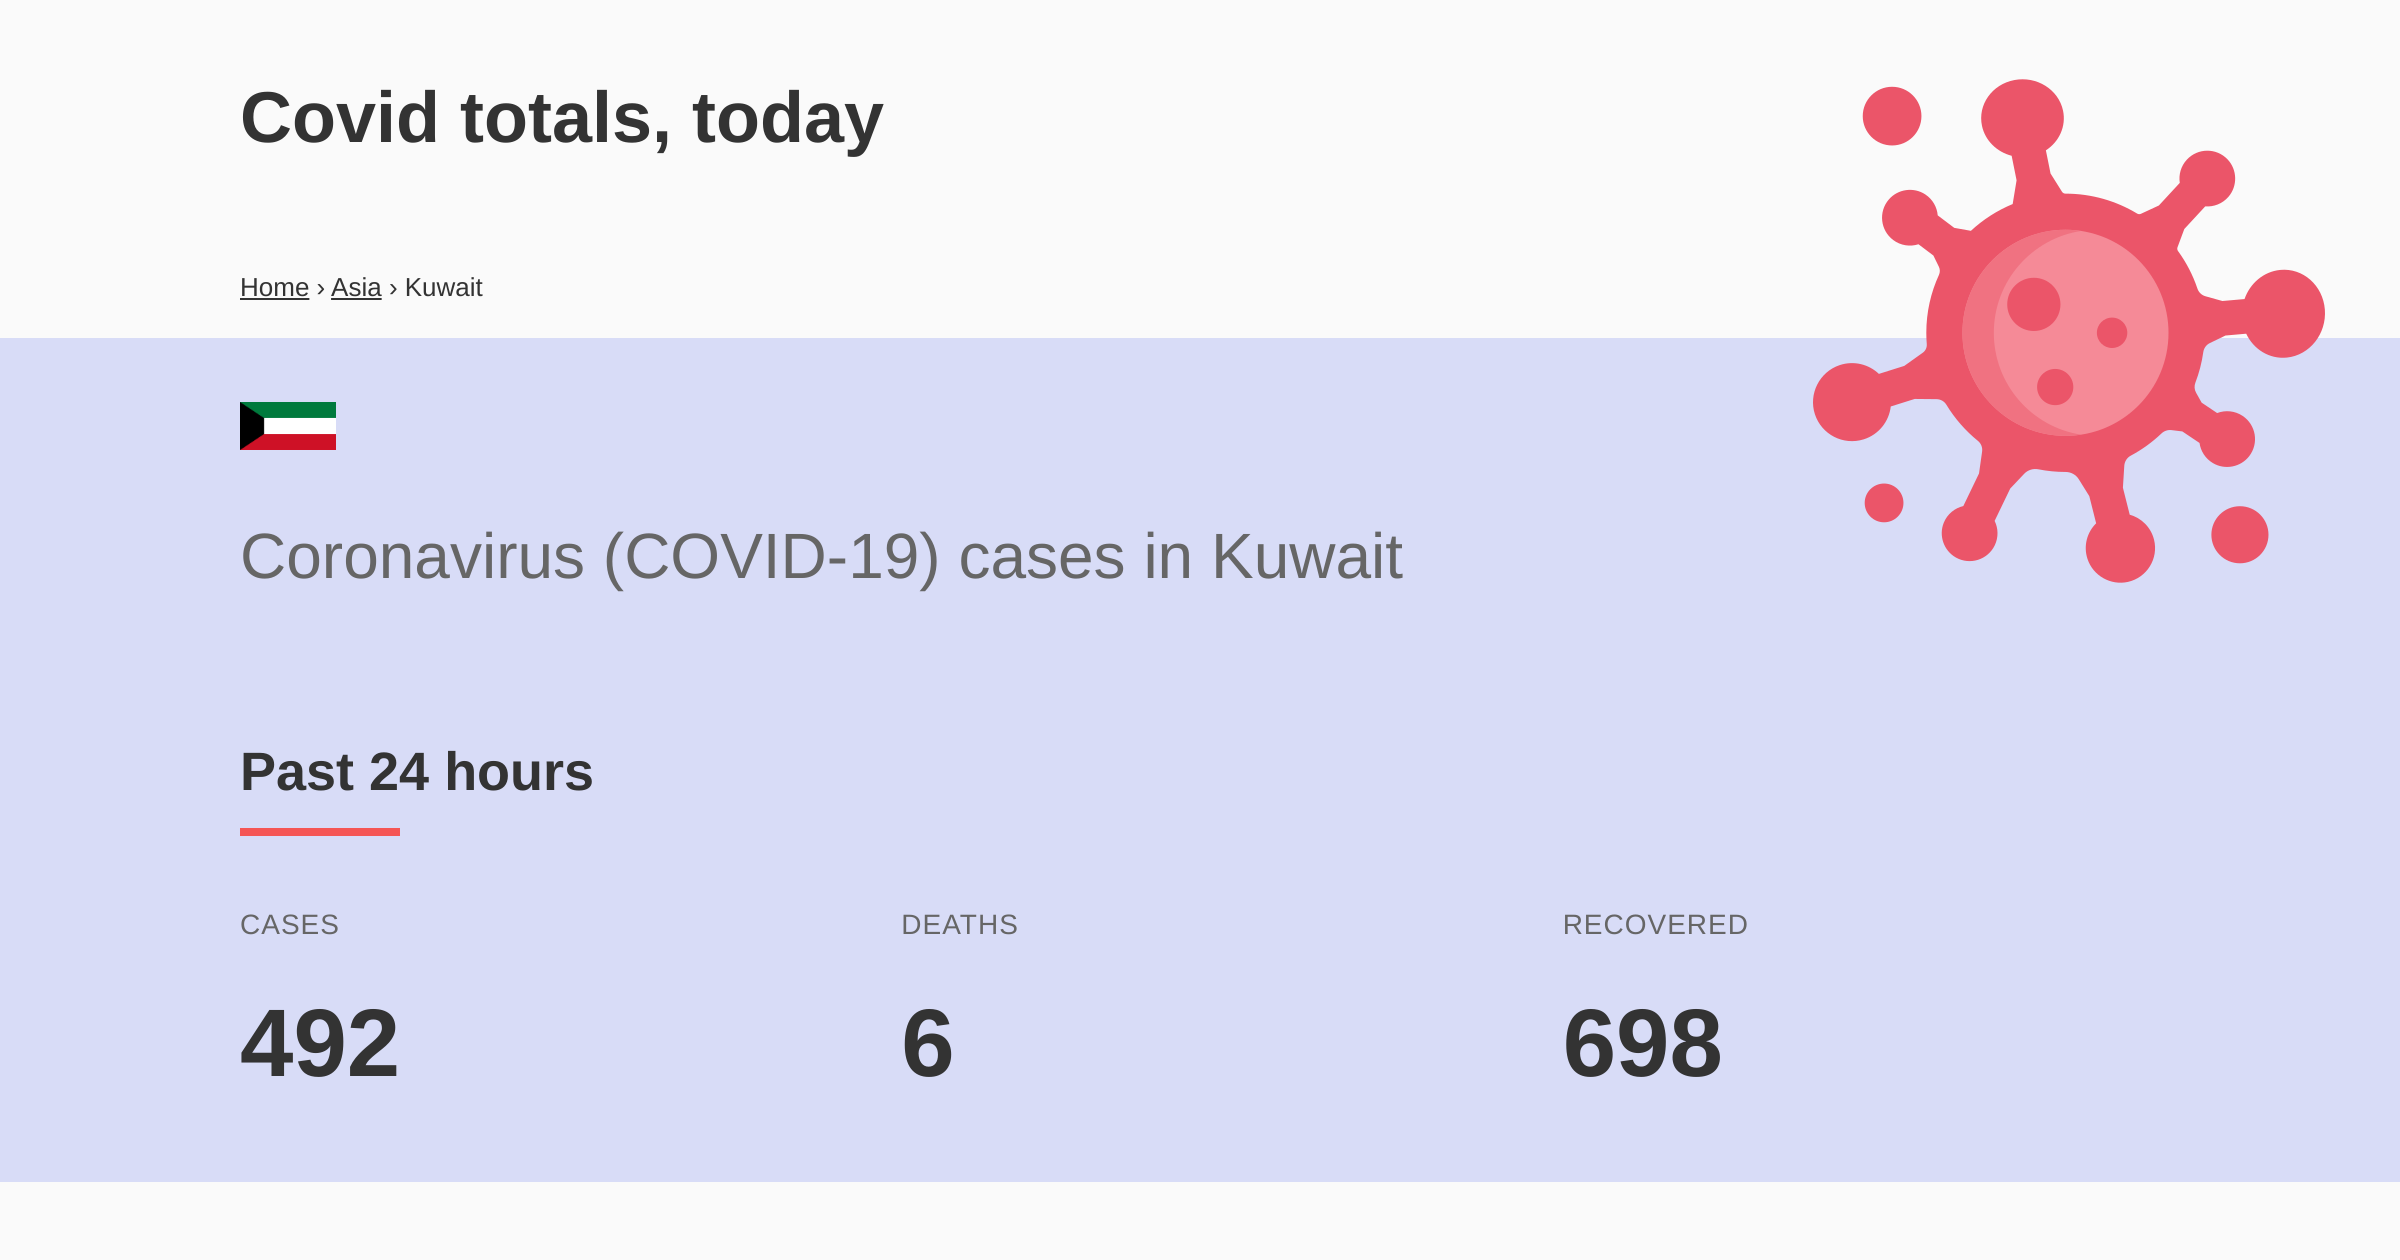 Covid totals, today
Home › Asia › Kuwait
Coronavirus (COVID-19) cases in Kuwait
Past 24 hours
CASES DEATHS RECOVERED
492 6 698